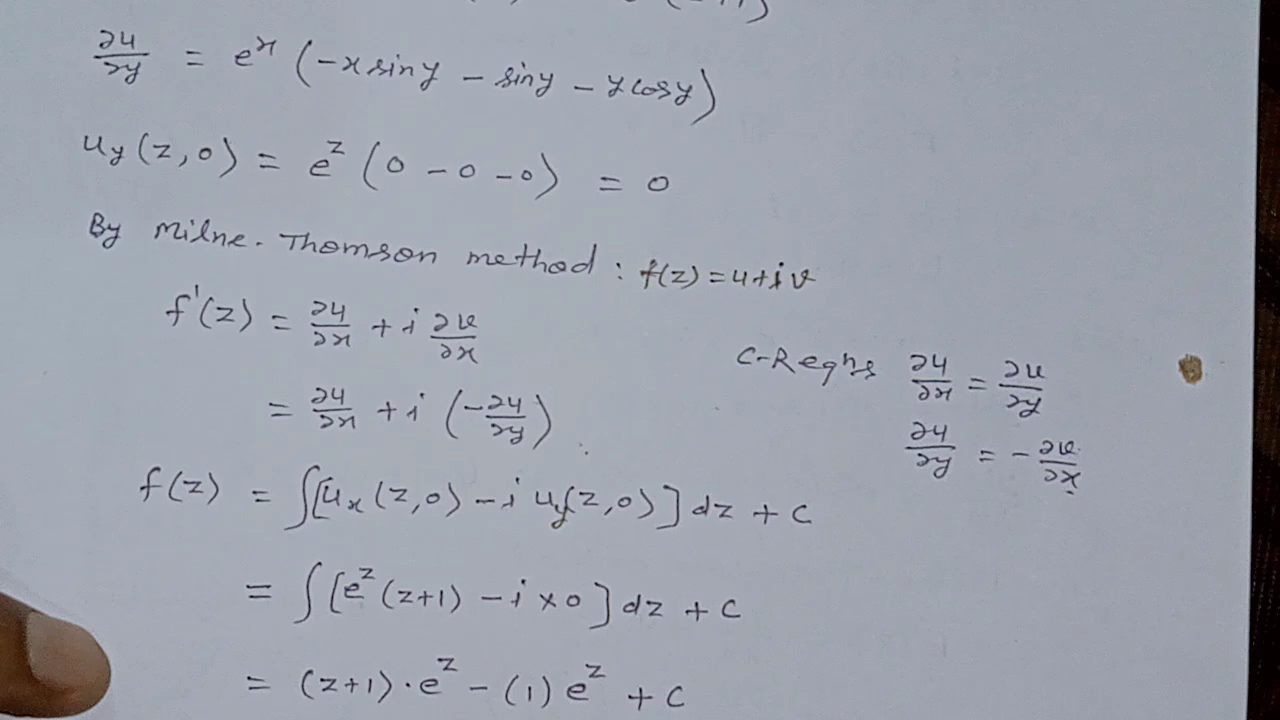 ∂u/∂y = e^x (-x sin y - sin y - y cos y)
u_y (z,0) = e^z (0 - 0 - 0) = 0
By Milne-Thomson method : f(z) = u+iv
f'(z) = ∂u/∂x + i ∂v/∂x
= ∂u/∂x + i (-∂u/∂y)
C-R eqns ∂u/∂x = ∂v/∂y
∂u/∂y = -∂v/∂x
f(z) = ∫[u_x (z,0) - i u_y(z,0)] dz + c
= ∫[e^z (z+1) - i×0] dz + c
= (z+1)·e^z - (1) e^z + c